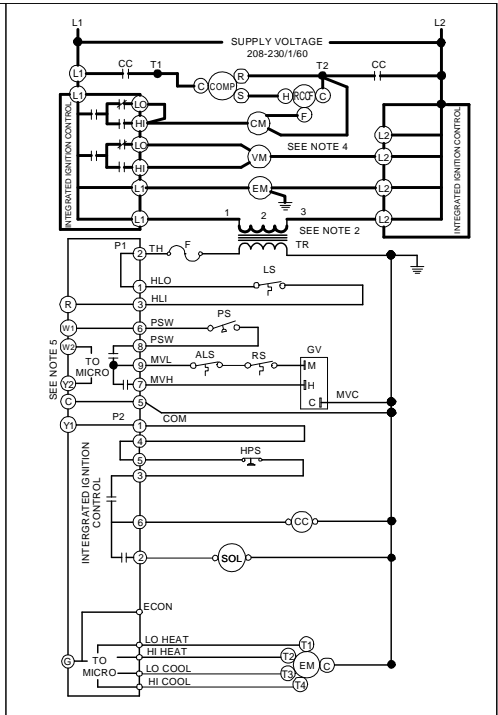 L1 L2
SUPPLY VOLTAGE
208-230/1/60
CC T1 T2 CC
L1 C COMP R
S H RCCF C
L1 LO F
HI CM L2
LO SEE NOTE 4
HI VM L2
L1 EM L2
L1 1 2 3 L2
INTEGRATED IGNITION CONTROL
INTEGRATED IGNITION CONTROL
SEE NOTE 2
P1 2 TH F TR
LS
1 HLO
R 3 HLI
W1 6 PSW PS
W2 8 PSW
TO
MICRO
9 MVL ALS RS GV
M
Y2 7 MVH H
C 5 C MVC
SEE NOTE 5
Y1 P2 1 COM
4
5 HPS
3
INTERGRATED IGNITION
CONTROL
6 CC
2 SOL
ECON
LO HEAT T1
G TO HI HEAT T2 EM C
MICRO LO COOL T3
HI COOL T4